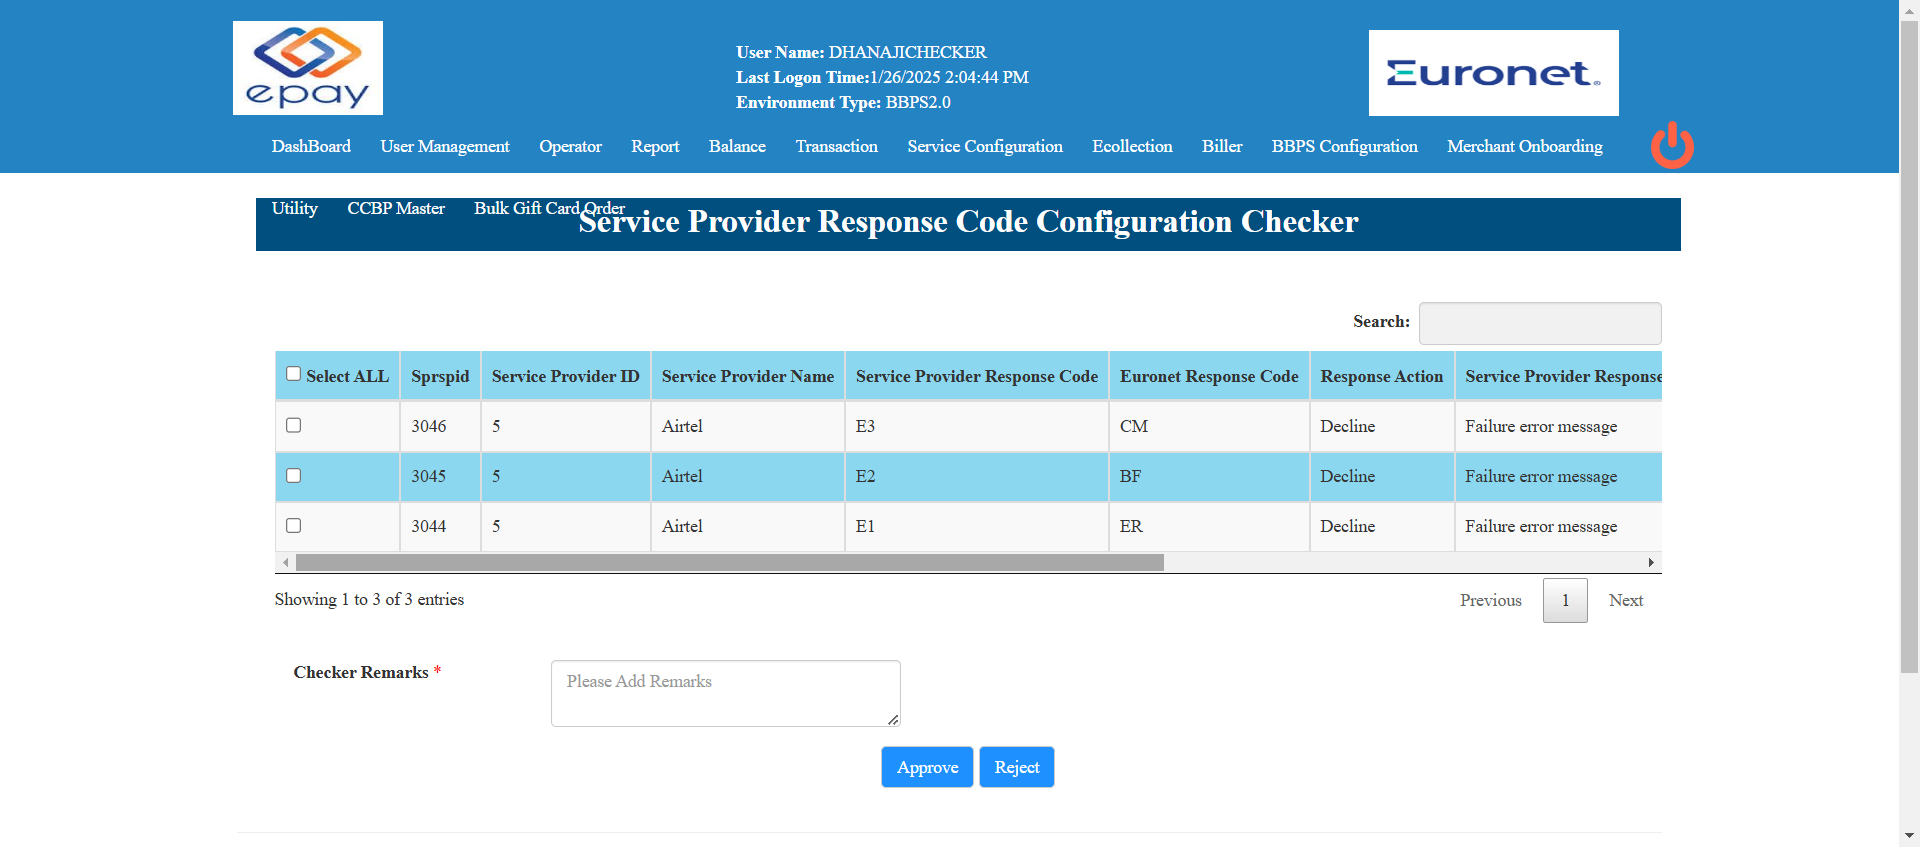 epay
User Name: DHANAJICHECKER
Last Logon Time:1/26/2025 2:04:44 PM
Environment Type: BBPS2.0
Euronet®
DashBoard User Management Operator Report Balance Transaction Service Configuration Ecollection Biller BBPS Configuration Merchant Onboarding
Utility CCBP Master Bulk Gift Card Order
Service Provider Response Code Configuration Checker
Search:
Select ALL Sprspid Service Provider ID Service Provider Name Service Provider Response Code Euronet Response Code Response Action Service Provider Response
3046 5 Airtel E3 CM Decline Failure error message
3045 5 Airtel E2 BF Decline Failure error message
3044 5 Airtel E1 ER Decline Failure error message
Showing 1 to 3 of 3 entries
Previous 1 Next
Checker Remarks *
Please Add Remarks
Approve Reject